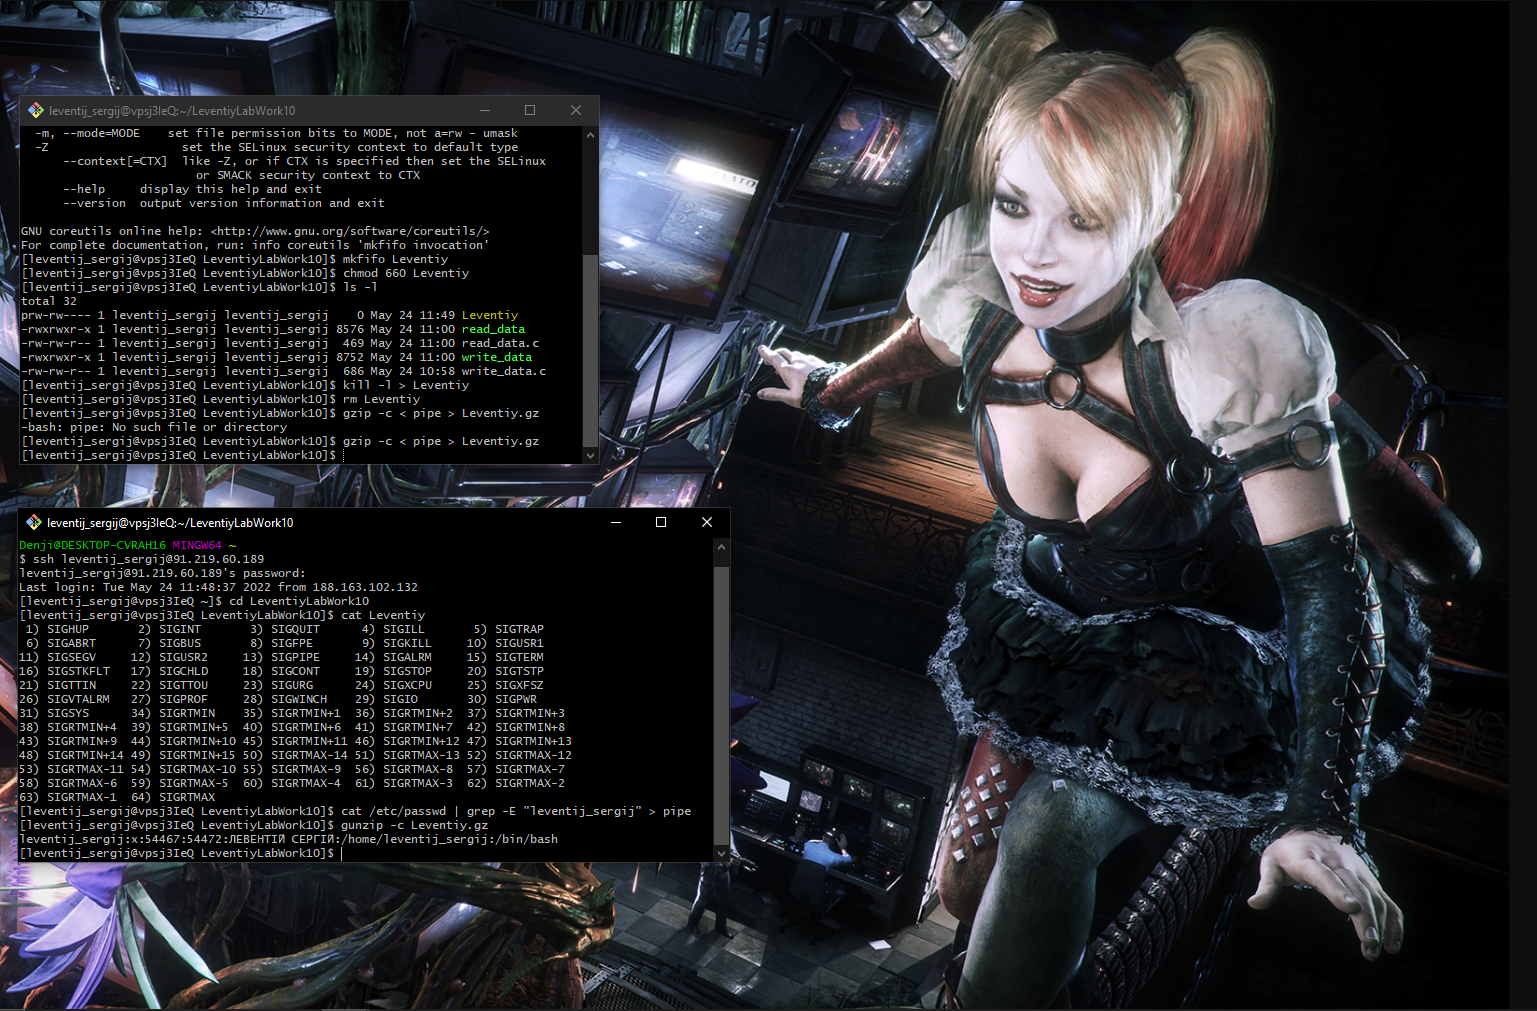 leventij_sergij@vpsj3IeQ:~/LeventiyLabWork10
-m, --mode=MODE    set file permission bits to MODE, not a=rw - umask
-Z                   set the SELinux security context to default type
--context[=CTX]  like -Z, or if CTX is specified then set the SELinux
or SMACK security context to CTX
--help     display this help and exit
--version  output version information and exit
GNU coreutils online help: <http://www.gnu.org/software/coreutils/>
For complete documentation, run: info coreutils 'mkfifo invocation'
[leventij_sergij@vpsj3IeQ LeventiyLabWork10]$ mkfifo Leventiy
[leventij_sergij@vpsj3IeQ LeventiyLabWork10]$ chmod 660 Leventiy
[leventij_sergij@vpsj3IeQ LeventiyLabWork10]$ ls -l
total 32
prw-rw---- 1 leventij_sergij leventij_sergij    0 May 24 11:49 Leventiy
-rwxrwxr-x 1 leventij_sergij leventij_sergij 8576 May 24 11:00 read_data
-rw-rw-r-- 1 leventij_sergij leventij_sergij  469 May 24 11:00 read_data.c
-rwxrwxr-x 1 leventij_sergij leventij_sergij 8752 May 24 11:00 write_data
-rw-rw-r-- 1 leventij_sergij leventij_sergij  686 May 24 10:58 write_data.c
[leventij_sergij@vpsj3IeQ LeventiyLabWork10]$ kill -l > Leventiy
[leventij_sergij@vpsj3IeQ LeventiyLabWork10]$ rm Leventiy
[leventij_sergij@vpsj3IeQ LeventiyLabWork10]$ gzip -c < pipe > Leventiy.gz
-bash: pipe: No such file or directory
[leventij_sergij@vpsj3IeQ LeventiyLabWork10]$ gzip -c < pipe > Leventiy.gz
[leventij_sergij@vpsj3IeQ LeventiyLabWork10]$
leventij_sergij@vpsj3IeQ:~/LeventiyLabWork10
Denji@DESKTOP-CVRAH16 MINGW64 ~
$ ssh leventij_sergij@91.219.60.189
leventij_sergij@91.219.60.189's password:
Last login: Tue May 24 11:48:37 2022 from 188.163.102.132
[leventij_sergij@vpsj3IeQ ~]$ cd LeventiyLabWork10
[leventij_sergij@vpsj3IeQ LeventiyLabWork10]$ cat Leventiy
1) SIGHUP       2) SIGINT       3) SIGQUIT      4) SIGILL       5) SIGTRAP
6) SIGABRT      7) SIGBUS       8) SIGFPE       9) SIGKILL     10) SIGUSR1
11) SIGSEGV     12) SIGUSR2     13) SIGPIPE     14) SIGALRM     15) SIGTERM
16) SIGSTKFLT   17) SIGCHLD     18) SIGCONT     19) SIGSTOP     20) SIGTSTP
21) SIGTTIN     22) SIGTTOU     23) SIGURG      24) SIGXCPU     25) SIGXFSZ
26) SIGVTALRM   27) SIGPROF     28) SIGWINCH    29) SIGIO       30) SIGPWR
31) SIGSYS      34) SIGRTMIN    35) SIGRTMIN+1  36) SIGRTMIN+2  37) SIGRTMIN+3
38) SIGRTMIN+4  39) SIGRTMIN+5  40) SIGRTMIN+6  41) SIGRTMIN+7  42) SIGRTMIN+8
43) SIGRTMIN+9  44) SIGRTMIN+10 45) SIGRTMIN+11 46) SIGRTMIN+12 47) SIGRTMIN+13
48) SIGRTMIN+14 49) SIGRTMIN+15 50) SIGRTMAX-14 51) SIGRTMAX-13 52) SIGRTMAX-12
53) SIGRTMAX-11 54) SIGRTMAX-10 55) SIGRTMAX-9  56) SIGRTMAX-8  57) SIGRTMAX-7
58) SIGRTMAX-6  59) SIGRTMAX-5  60) SIGRTMAX-4  61) SIGRTMAX-3  62) SIGRTMAX-2
63) SIGRTMAX-1  64) SIGRTMAX
[leventij_sergij@vpsj3IeQ LeventiyLabWork10]$ cat /etc/passwd | grep -E "leventij_sergij" > pipe
[leventij_sergij@vpsj3IeQ LeventiyLabWork10]$ gunzip -c Leventiy.gz
leventij_sergij:x:54467:54472:ЛЕВЕНТІЙ СЕРГІЙ:/home/leventij_sergij:/bin/bash
[leventij_sergij@vpsj3IeQ LeventiyLabWork10]$